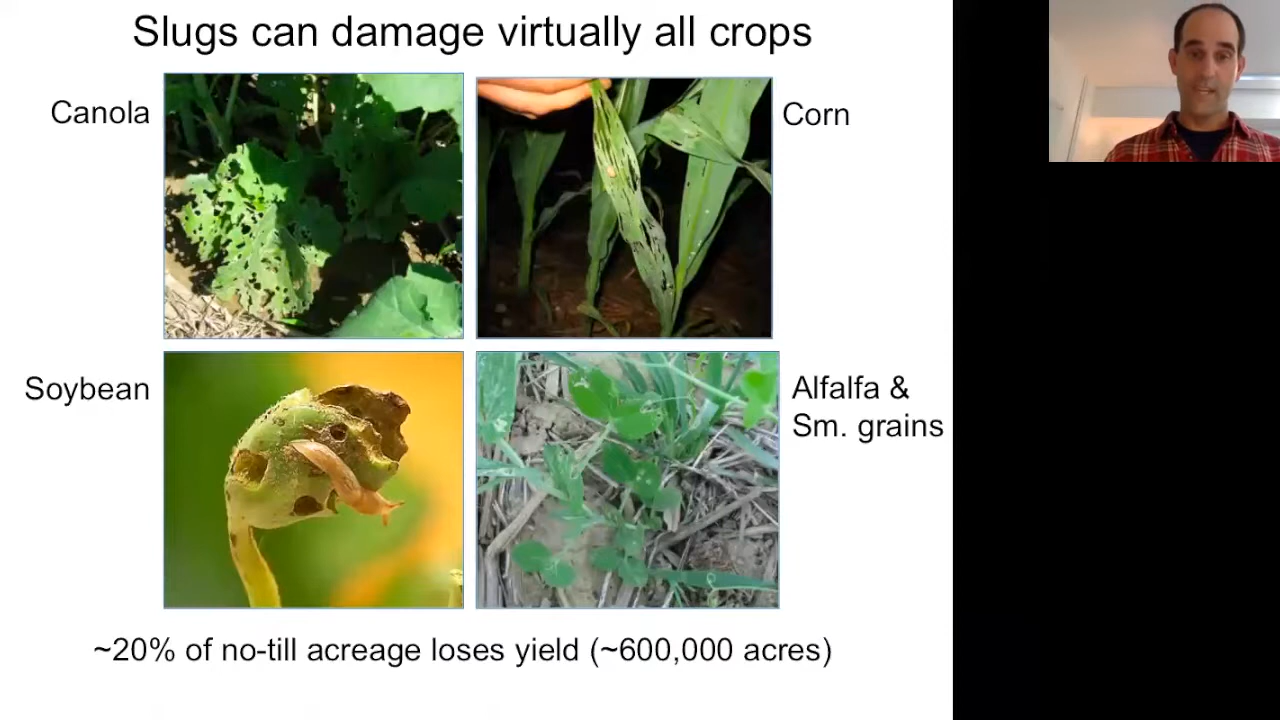 Slugs can damage virtually all crops
Canola
Corn
Soybean
Alfalfa &
Sm. grains
~20% of no-till acreage loses yield (~600,000 acres)